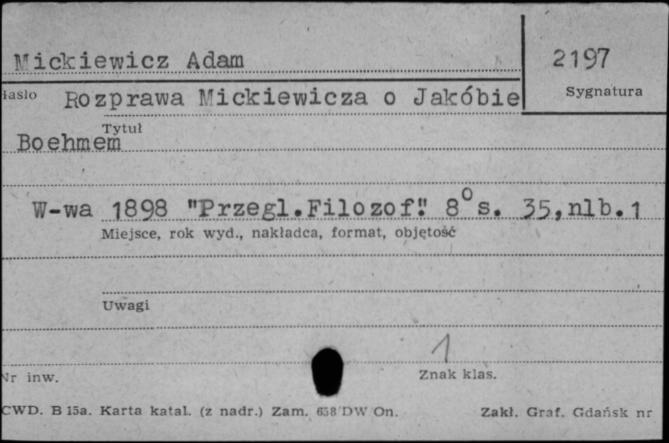 Mickiewicz Adam
2197
Hasło
Sygnatura
Rozprawa Mickiewicza o Jakóbie
Tytuł
Boehmem
W-wa 1898 "Przegl.Filozof." 8° s. 35,nlb.1
Miejsce, rok wyd., nakładca, format, objętość
Uwagi
1
Nr inw.
Znak klas.
CWD. B 15a. Karta katal. (z nadr.) Zam. 638/DW/On.
Zakł. Graf. Gdańsk nr